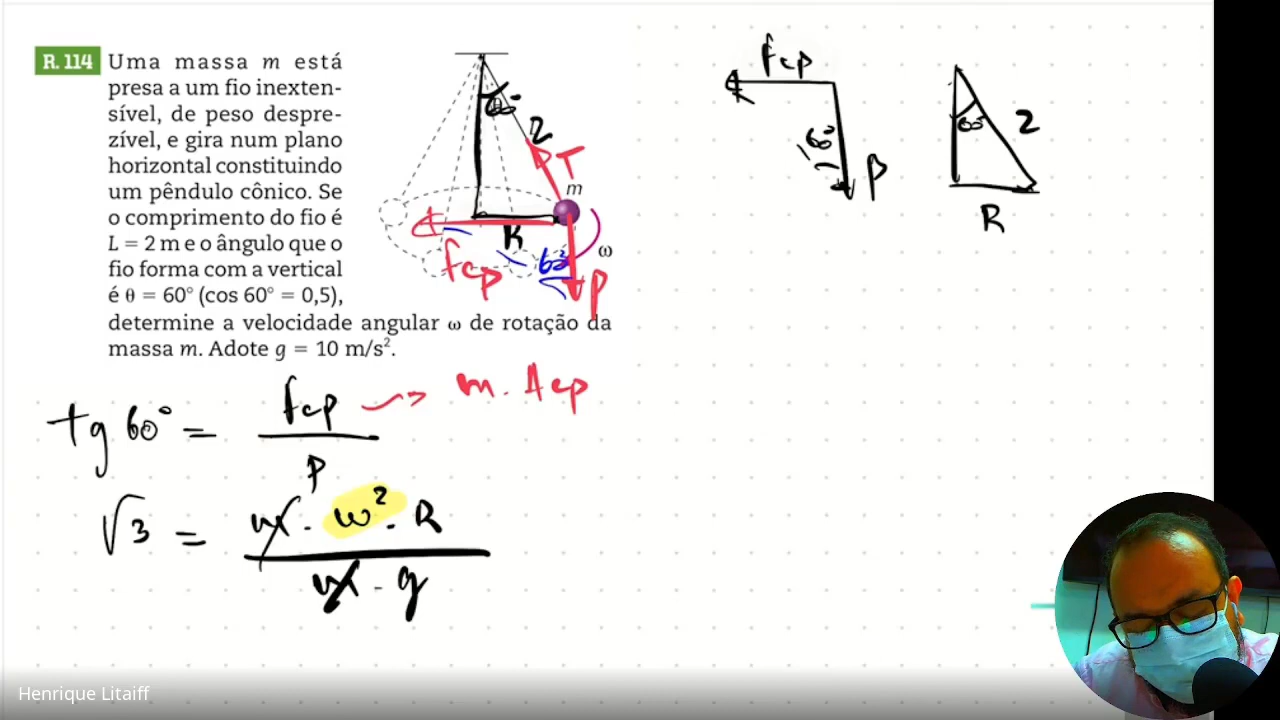 R. 114 Uma massa m está
presa a um fio inexten-
sível, de peso despre-
zível, e gira num plano
horizontal constituindo
um pêndulo cônico. Se
o comprimento do fio é
L = 2 m e o ângulo que o
fio forma com a vertical
é θ = 60° (cos 60° = 0,5),
determine a velocidade angular ω de rotação da
massa m. Adote g = 10 m/s².
60°
2
T
m
R
ω
fcp
60°
P
fcp
60°
P
60°
2
R
tg 60° = fcp / P → m. Acp
√3 = m . ω² . R / m . g
Henrique Litaiff